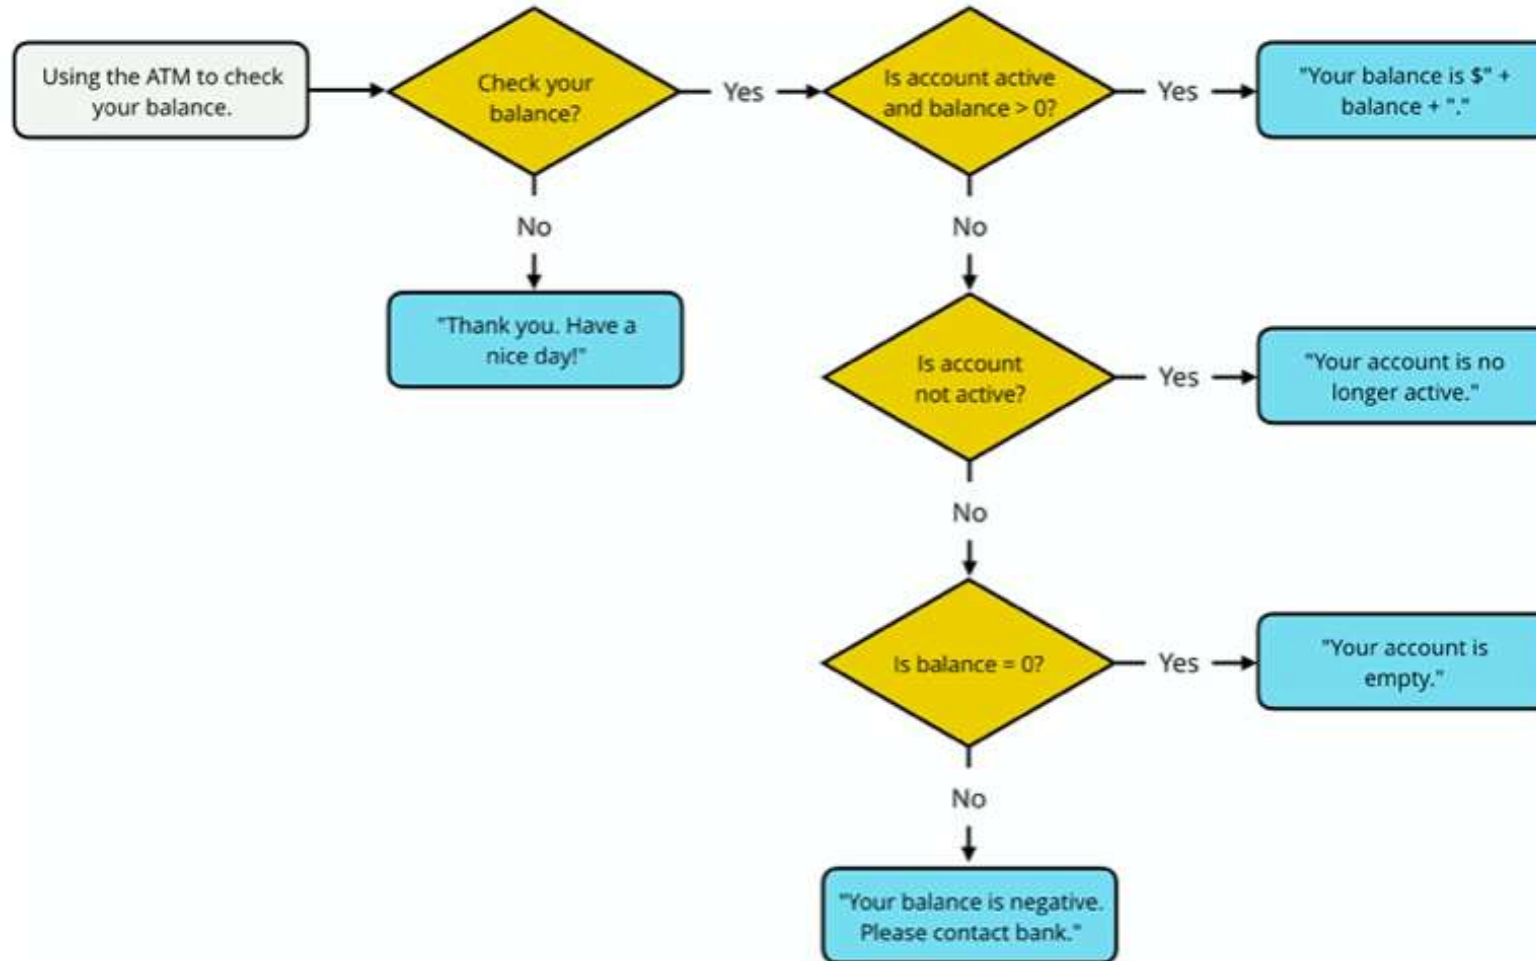 Using the ATM to check
your balance.
Check your
balance?
Yes
Is account active
and balance > 0?
Yes
"Your balance is $" +
balance + "."
No
No
"Thank you. Have a
nice day!"
Is account
not active?
Yes
"Your account is no
longer active."
No
Is balance = 0?
Yes
"Your account is
empty."
No
"Your balance is negative.
Please contact bank."